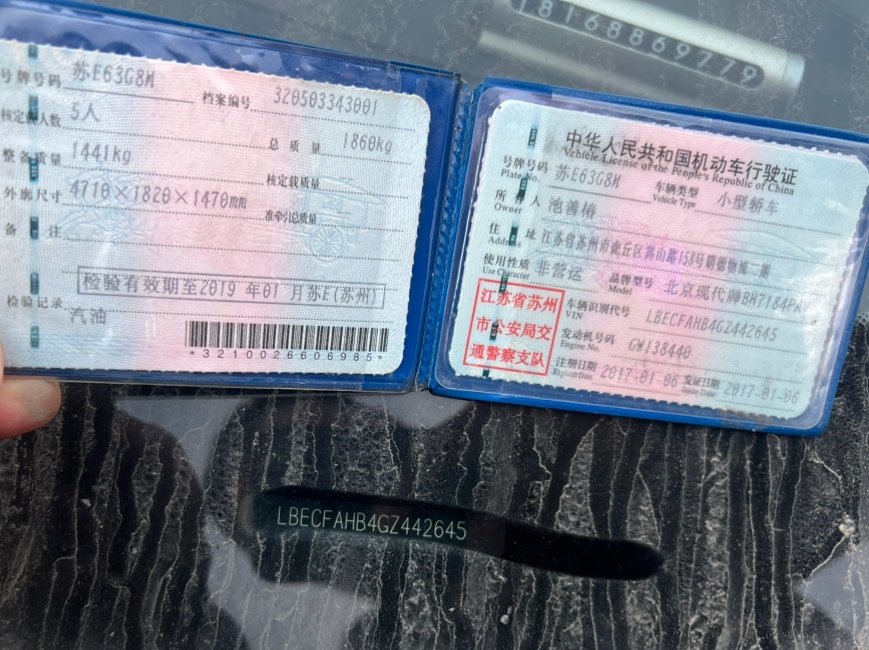 18168869779
号牌号码 苏E63G8M 档案编号 320503343001
核定载人数 5人 总质量 1860kg
整备质量 1441kg 核定载质量
外廓尺寸 4710×1820×1470mm 准牵引总质量
备注
检验有效期至2019年01月苏E(苏州)
检验记录
汽油
*3210026606985*
中华人民共和国机动车行驶证
Vehicle License of the People's Republic of China
号牌号码 苏E63G8M 车辆类型 小型轿车
Plate No. Vehicle Type
所有人 池善椿
Owner
住址 江苏省苏州市虎丘区嵩山路158号期德物流二期
Address
使用性质 非营运 品牌型号 北京现代牌BH7184PAV
Use Character Model
江苏省苏州
市公安局交
通警察支队
车辆识别代号 LBECFAHB4GZ442645
VIN
发动机号码 GW138440
Engine No.
注册日期 2017-01-06 发证日期 2017-01-06
Register Date Issue Date
LBECFAHB4GZ442645